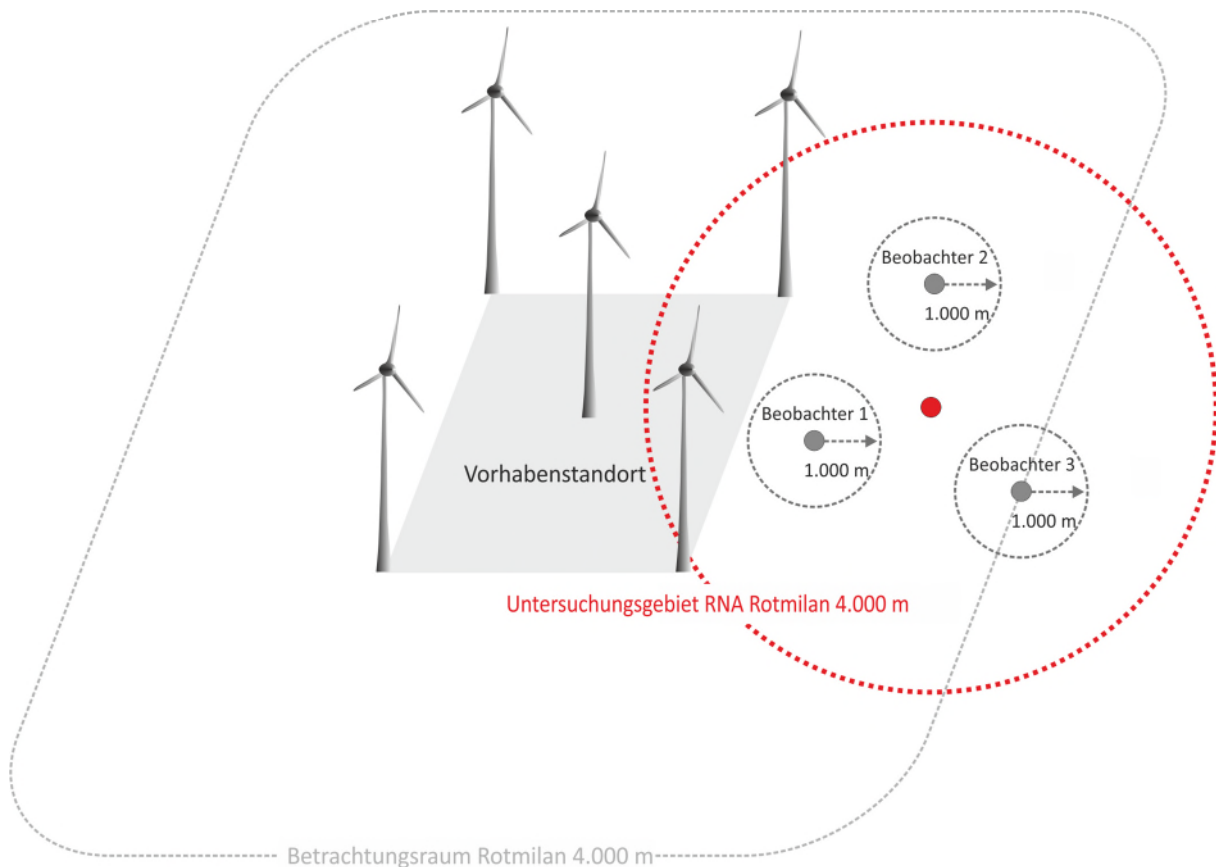 Beobachter 2
1.000 m
Beobachter 1
1.000 m
Beobachter 3
1.000 m
Vorhabenstandort
Untersuchungsgebiet RNA Rotmilan 4.000 m
Betrachtungsraum Rotmilan 4.000 m